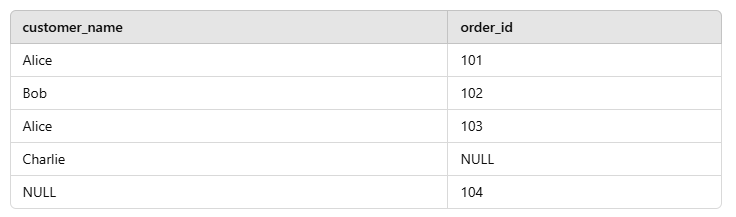 customer_name order_id
Alice 101
Bob 102
Alice 103
Charlie NULL
NULL 104